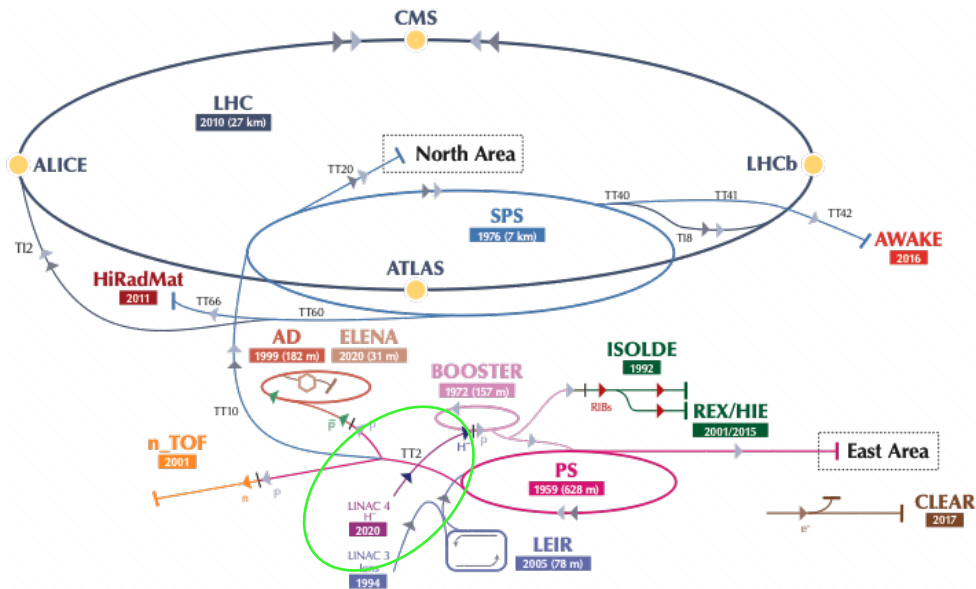 CMS
LHC
2010 (27 km)
North Area
TT20
ALICE
LHCb
TT40
TT41
SPS
1976 (7 km)
TT42
TI8
TI2
AWAKE
2016
ATLAS
HiRadMat
2011
TT66
TT60
AD
1999 (182 m)
ELENA
2020 (31 m)
ISOLDE
1992
BOOSTER
1972 (157 m)
RIBs
REX/HIE
2001/2015
TT10
p̅
p
H⁻
p
n_TOF
2001
TT2
East Area
PS
1959 (628 m)
n
p
LINAC 4
H⁻
2020
CLEAR
2017
e⁻
LINAC 3
Ions
1994
LEIR
2005 (78 m)